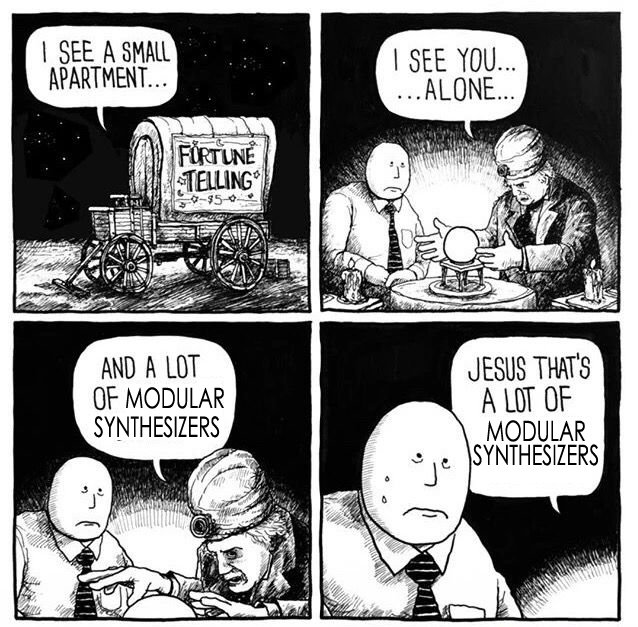 I SEE A SMALL
APARTMENT...
FORTUNE
TELLING
$5
I SEE YOU...
...ALONE...
AND A LOT
OF MODULAR
SYNTHESIZERS
JESUS THAT'S
A LOT OF
MODULAR
SYNTHESIZERS